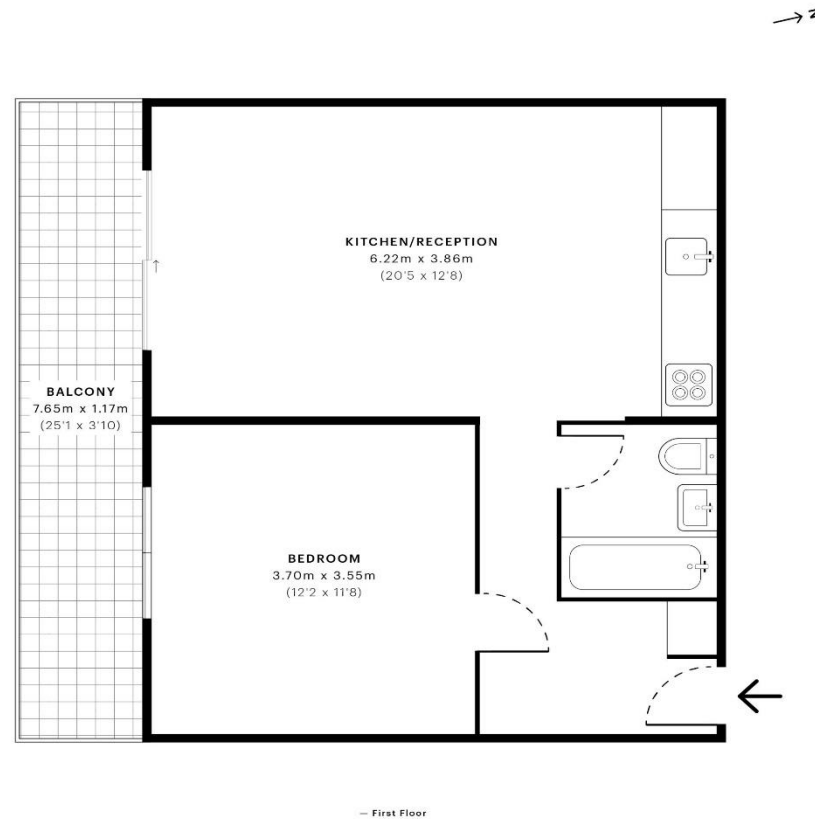 N
KITCHEN/RECEPTION
6.22m x 3.86m
(20'5 x 12'8)
BALCONY
7.65m x 1.17m
(25'1 x 3'10)
BEDROOM
3.70m x 3.55m
(12'2 x 11'8)
— First Floor